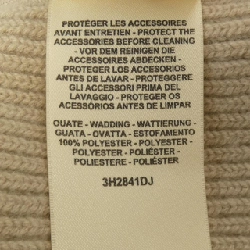 PROTÉGER LES ACCESSOIRES
AVANT ENTRETIEN - PROTECT THE
ACCESSORIES BEFORE CLEANING
- VOR DEM REINIGEN DIE
ACCESSOIRES ABDECKEN -
PROTEGER LOS ACCESORIOS
ANTES DE LAVAR - PROTEGGERE
GLI ACCESSORI PRIMA DEL
LAVAGGIO - PROTEGER OS
ACESSÓRIOS ANTES DE LIMPAR
OUATE - WADDING - WATTIERUNG -
GUATA - OVATTA - ESTOFAMENTO
100% POLYESTER - POLYESTER -
POLYESTER - POLIÉSTER -
POLIESTERE - POLIÉSTER
3H2841DJ